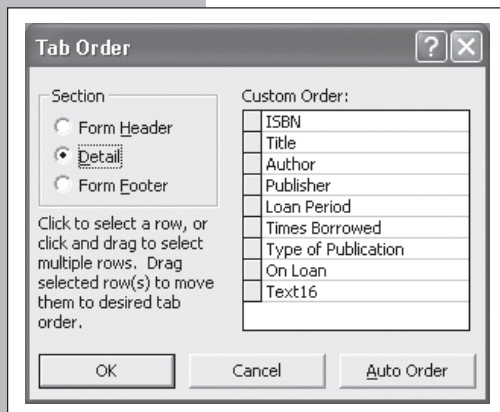 Tab Order
Section
Form Header
Detail
Form Footer
Click to select a row, or
click and drag to select
multiple rows. Drag
selected row(s) to move
them to desired tab
order.
Custom Order:
ISBN
Title
Author
Publisher
Loan Period
Times Borrowed
Type of Publication
On Loan
Text16
OK
Cancel
Auto Order